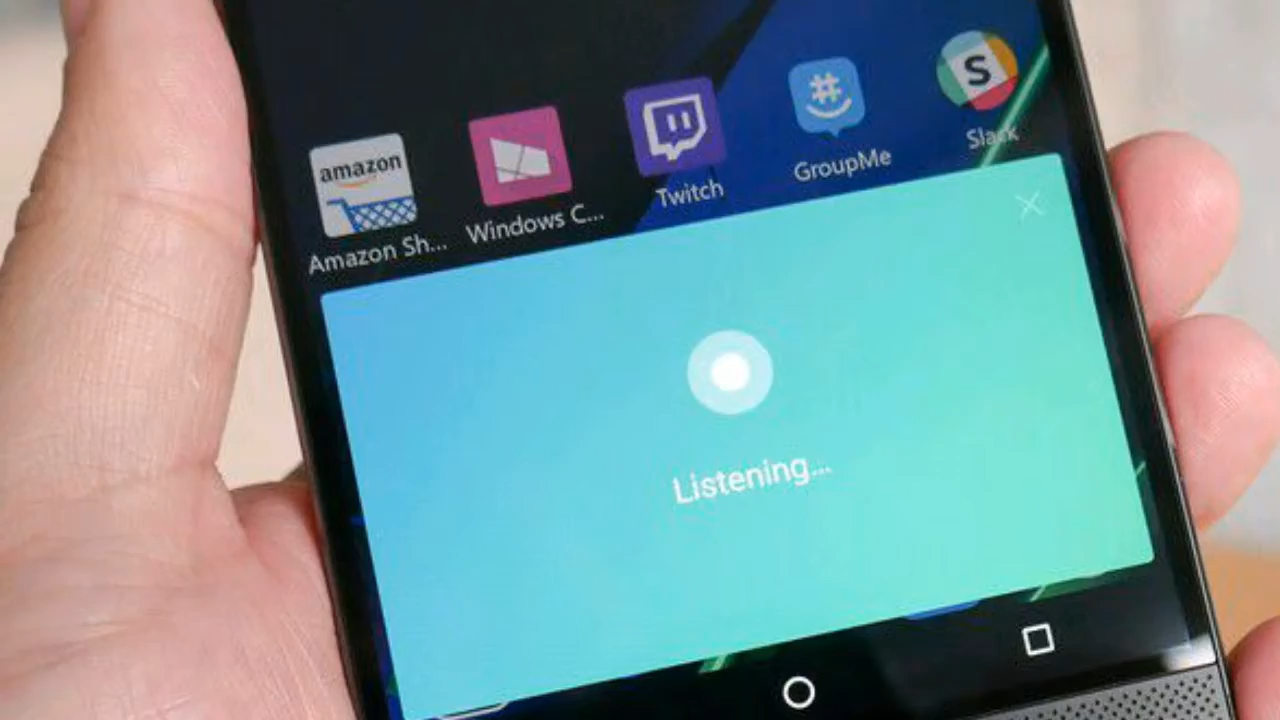 amazon
Amazon Sh...
Windows C...
Twitch
#
GroupMe
S
Slack
Listening...